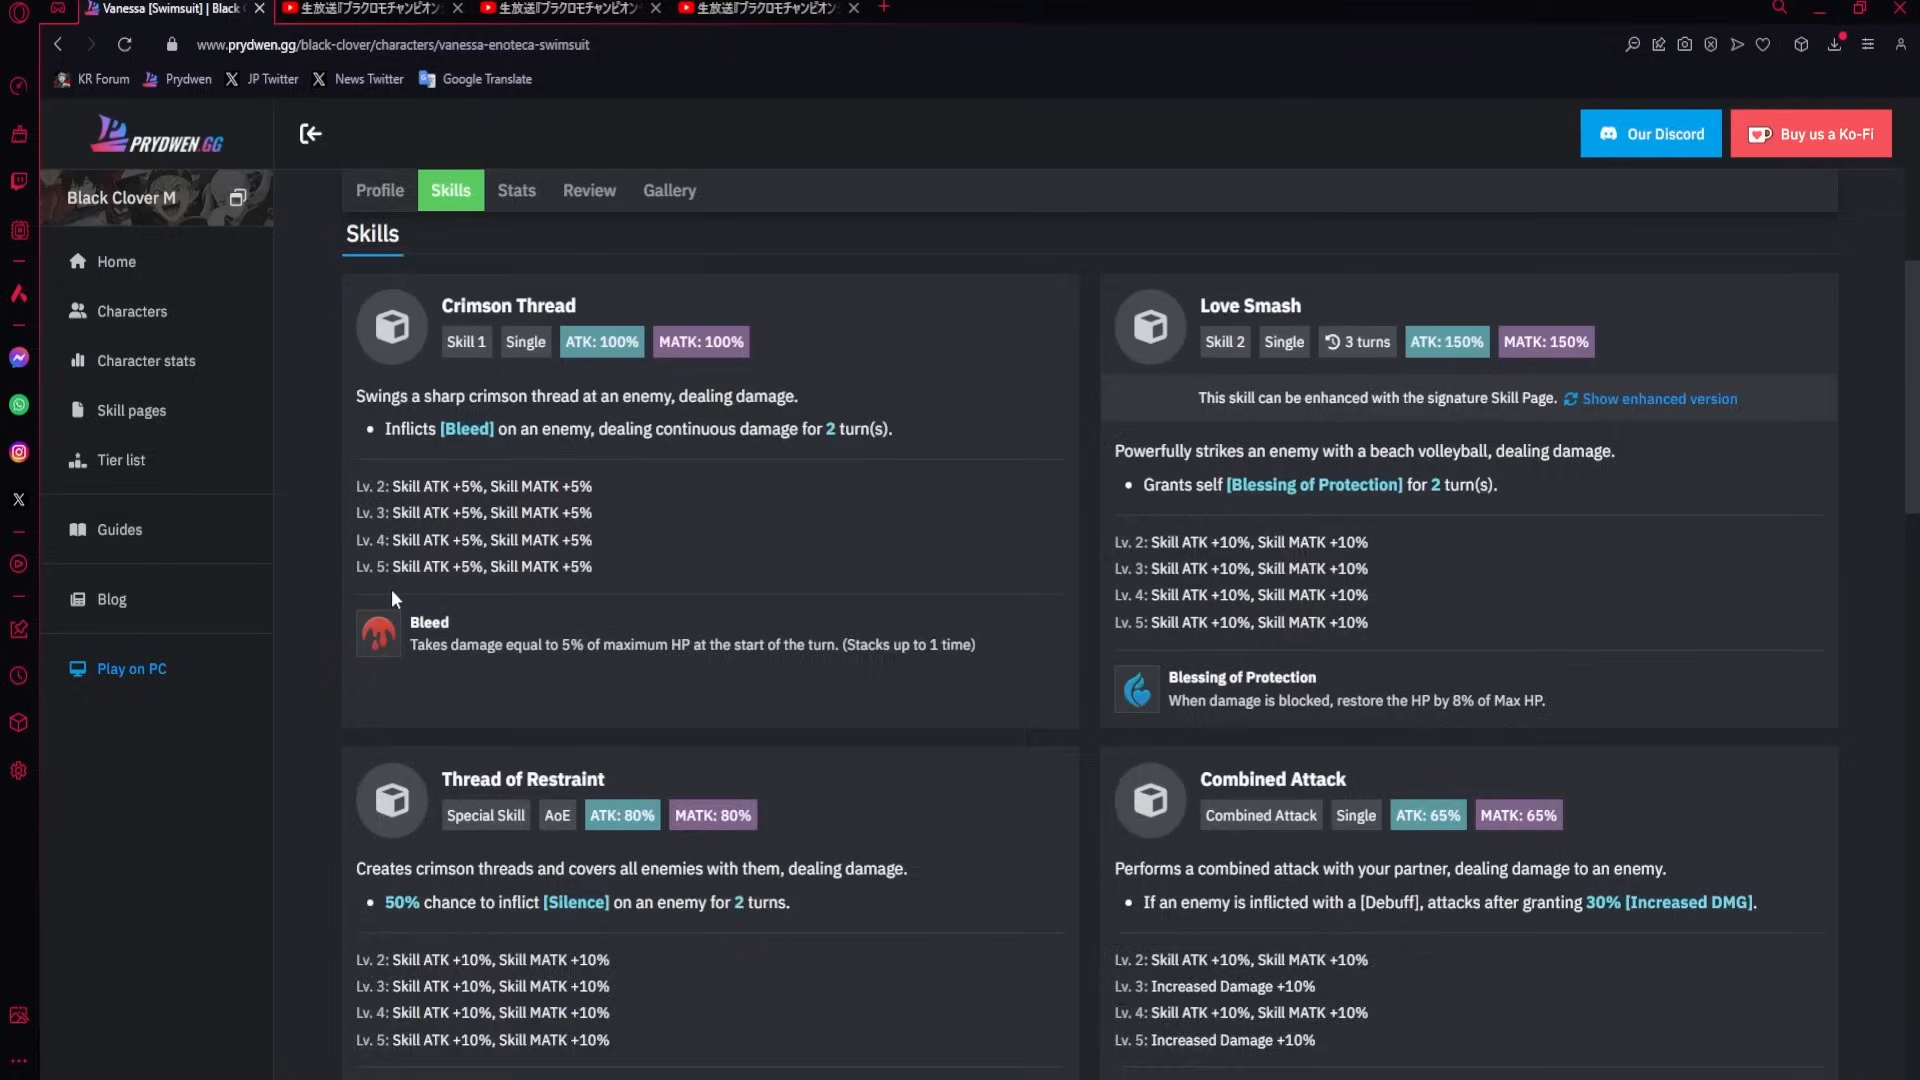 Vanessa [Swimsuit] | Black
生放送『ブラクロモチャンピオン
生放送『ブラクロモチャンピオン
生放送『ブラクロモチャンピオン
www.prydwen.gg/black-clover/characters/vanessa-enoteca-swimsuit
KR Forum Prydwen JP Twitter News Twitter Google Translate
PRYDWEN.GG
Our Discord
Buy us a Ko-Fi
Black Clover M
Home
Characters
Character stats
Skill pages
Tier list
Guides
Blog
Play on PC
Profile Skills Stats Review Gallery
Skills
Crimson Thread
Skill 1 Single ATK: 100% MATK: 100%
Swings a sharp crimson thread at an enemy, dealing damage.
• Inflicts [Bleed] on an enemy, dealing continuous damage for 2 turn(s).
Lv. 2: Skill ATK +5%, Skill MATK +5%
Lv. 3: Skill ATK +5%, Skill MATK +5%
Lv. 4: Skill ATK +5%, Skill MATK +5%
Lv. 5: Skill ATK +5%, Skill MATK +5%
Bleed
Takes damage equal to 5% of maximum HP at the start of the turn. (Stacks up to 1 time)
Love Smash
Skill 2 Single 3 turns ATK: 150% MATK: 150%
This skill can be enhanced with the signature Skill Page. Show enhanced version
Powerfully strikes an enemy with a beach volleyball, dealing damage.
• Grants self [Blessing of Protection] for 2 turn(s).
Lv. 2: Skill ATK +10%, Skill MATK +10%
Lv. 3: Skill ATK +10%, Skill MATK +10%
Lv. 4: Skill ATK +10%, Skill MATK +10%
Lv. 5: Skill ATK +10%, Skill MATK +10%
Blessing of Protection
When damage is blocked, restore the HP by 8% of Max HP.
Thread of Restraint
Special Skill AoE ATK: 80% MATK: 80%
Creates crimson threads and covers all enemies with them, dealing damage.
• 50% chance to inflict [Silence] on an enemy for 2 turns.
Lv. 2: Skill ATK +10%, Skill MATK +10%
Lv. 3: Skill ATK +10%, Skill MATK +10%
Lv. 4: Skill ATK +10%, Skill MATK +10%
Lv. 5: Skill ATK +10%, Skill MATK +10%
Combined Attack
Combined Attack Single ATK: 65% MATK: 65%
Performs a combined attack with your partner, dealing damage to an enemy.
• If an enemy is inflicted with a [Debuff], attacks after granting 30% [Increased DMG].
Lv. 2: Skill ATK +10%, Skill MATK +10%
Lv. 3: Increased Damage +10%
Lv. 4: Skill ATK +10%, Skill MATK +10%
Lv. 5: Increased Damage +10%